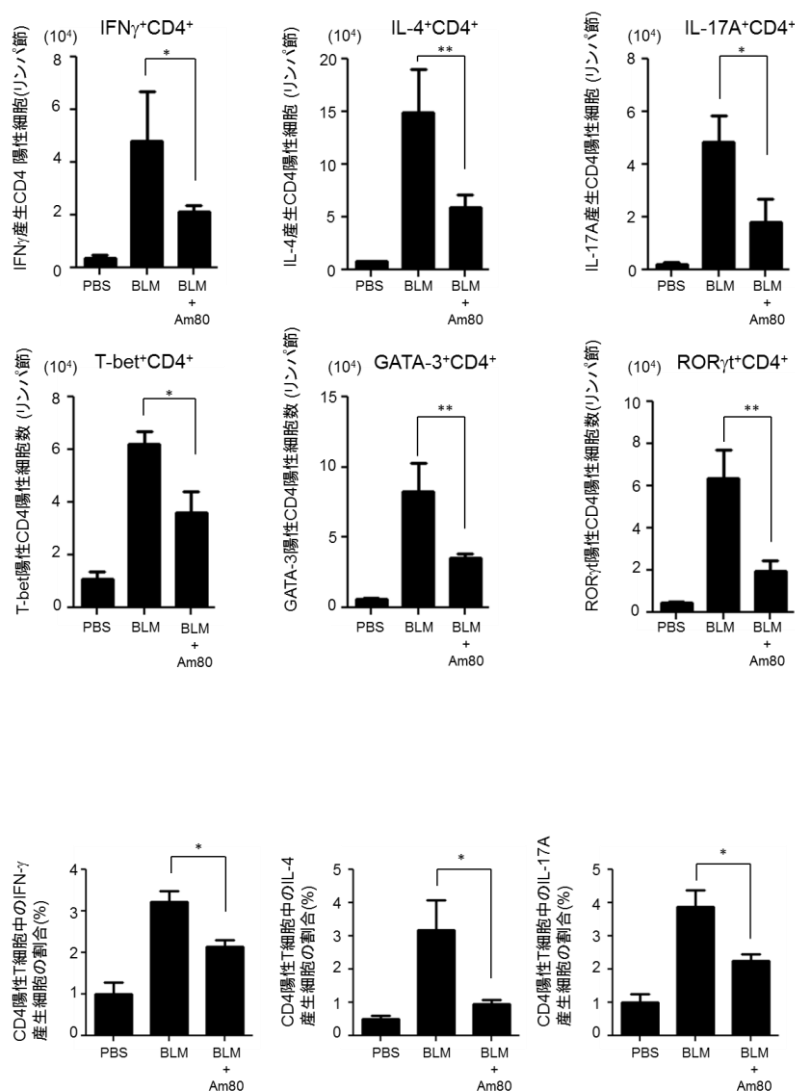 IFNγ⁺CD4⁺
(10⁴)
IFNγ産生CD4 陽性細胞(リンパ節)
8
6
4
2
0
*
PBS
BLM
BLM
+
Am80
IL-4⁺CD4⁺
(10⁴)
IL-4産生CD4陽性細胞 (リンパ節)
20
15
10
5
0
**
PBS
BLM
BLM
+
Am80
IL-17A⁺CD4⁺
(10⁴)
IL-17A産生CD4陽性細胞 (リンパ節)
8
6
4
2
0
*
PBS
BLM
BLM
+
Am80
T-bet⁺CD4⁺
(10⁴)
T-bet陽性CD4陽性細胞数 (リンパ節)
8
6
4
2
0
*
PBS
BLM
BLM
+
Am80
GATA-3⁺CD4⁺
(10⁴)
GATA-3陽性CD4陽性細胞数 (リンパ節)
15
10
5
0
**
PBS
BLM
BLM
+
Am80
RORγt⁺CD4⁺
(10⁴)
RORγt陽性CD4陽性細胞数(リンパ節)
10
8
6
4
2
0
**
PBS
BLM
BLM
+
Am80
CD4陽性T細胞中のIFN-γ
産生細胞の割合(%)
4
3
2
1
0
*
PBS
BLM
BLM
+
Am80
CD4陽性T細胞中のIL-4
産生細胞の割合(%)
5
4
3
2
1
0
*
PBS
BLM
BLM
+
Am80
CD4陽性T細胞中のIL-17A
産生細胞の割合(%)
5
4
3
2
1
0
*
PBS
BLM
BLM
+
Am80